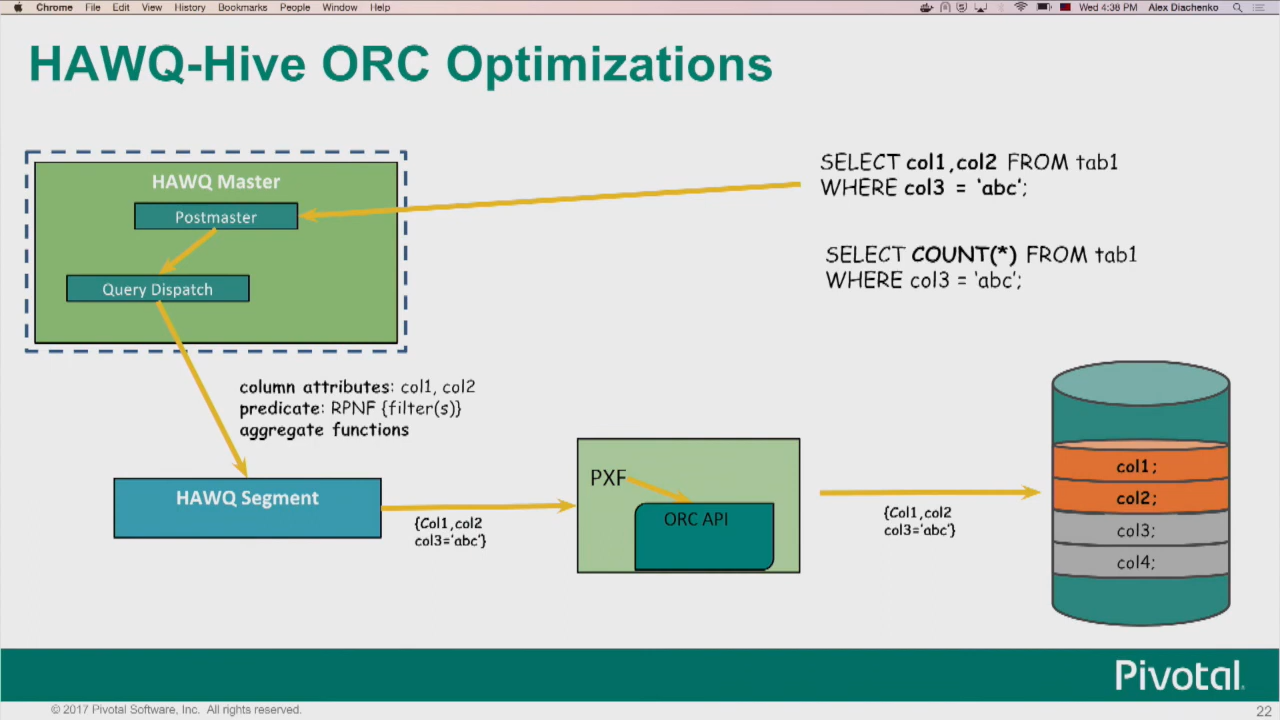 Chrome File Edit View History Bookmarks People Window Help
Wed 4:38 PM Alex Diachenko
HAWQ-Hive ORC Optimizations
SELECT col1,col2 FROM tab1
WHERE col3 = ‘abc’;
HAWQ Master
Postmaster
SELECT COUNT(*) FROM tab1
WHERE col3 = ‘abc’;
Query Dispatch
column attributes: col1, col2
predicate: RPNF {filter(s)}
aggregate functions
HAWQ Segment
{Col1,col2
col3=‘abc’}
PXF
ORC API
{Col1,col2
col3=‘abc’}
col1;
col2;
col3;
col4;
Pivotal.
© 2017 Pivotal Software, Inc. All rights reserved.
22